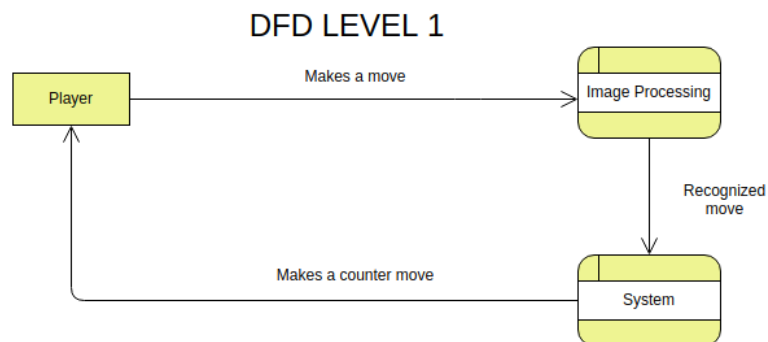 DFD LEVEL 1
Makes a move
Player
Image Processing
Recognized
move
Makes a counter move
System